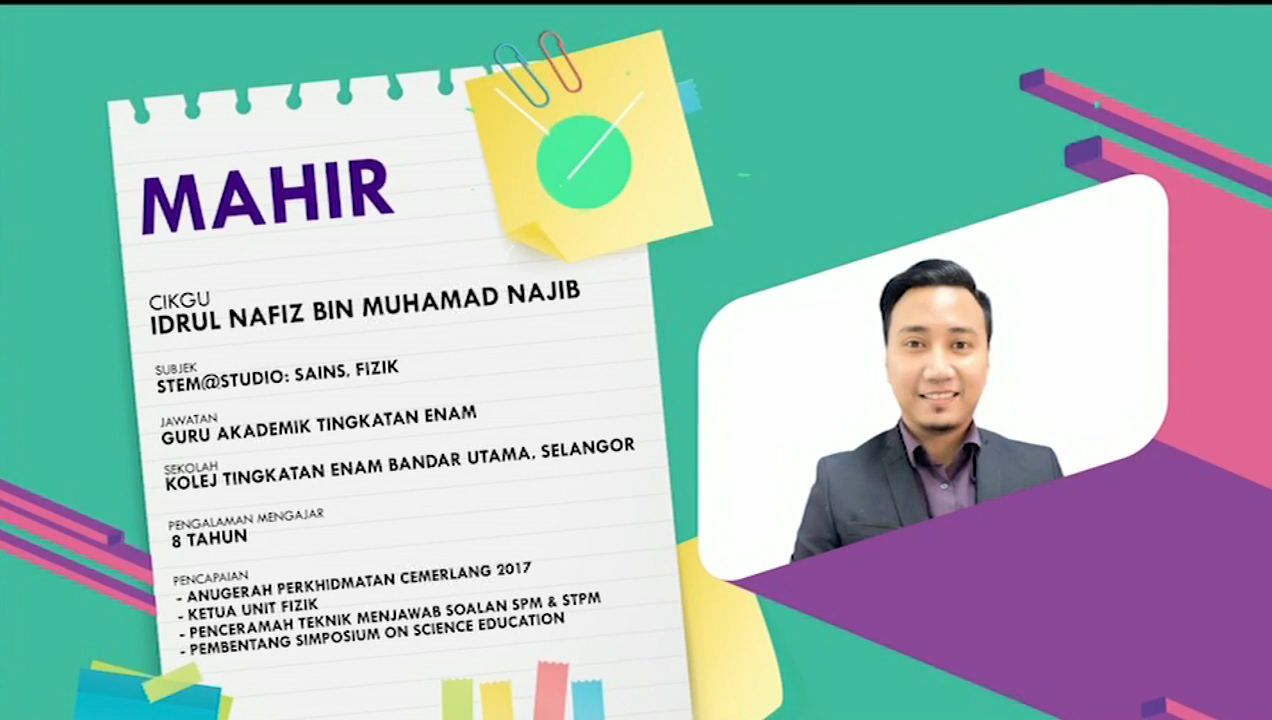 MAHIR
CIKGU
IDRUL NAFIZ BIN MUHAMAD NAJIB
SUBJEK
STEM@STUDIO: SAINS, FIZIK
JAWATAN
GURU AKADEMIK TINGKATAN ENAM
SEKOLAH
KOLEJ TINGKATAN ENAM BANDAR UTAMA, SELANGOR
PENGALAMAN MENGAJAR
8 TAHUN
PENCAPAIAN
- ANUGERAH PERKHIDMATAN CEMERLANG 2017
- KETUA UNIT FIZIK
- PENCERAMAH TEKNIK MENJAWAB SOALAN SPM & STPM
- PEMBENTANG SIMPOSIUM ON SCIENCE EDUCATION